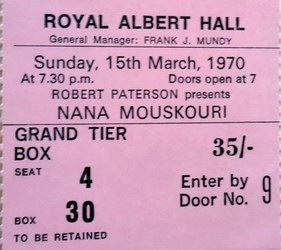 ROYAL ALBERT HALL
General Manager: FRANK J. MUNDY
Sunday, 15th March, 1970
At 7.30 p.m. Doors open at 7
ROBERT PATERSON presents
NANA MOUSKOURI
GRAND TIER
BOX 35/-
SEAT 4 Enter by
Door No. 9
BOX 30
TO BE RETAINED